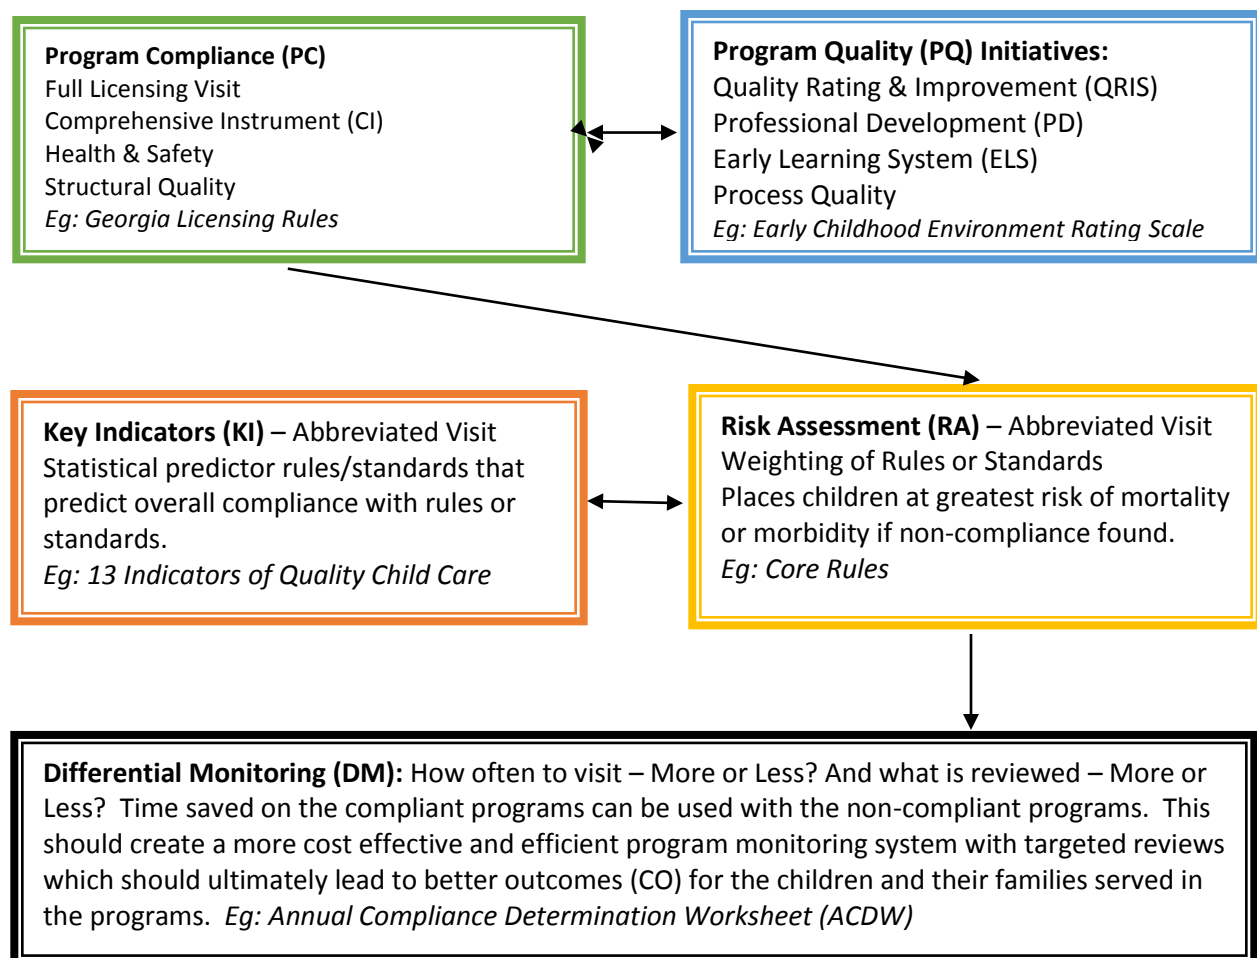 Program Compliance (PC)
Full Licensing Visit
Comprehensive Instrument (CI)
Health & Safety
Structural Quality
Eg: Georgia Licensing Rules
Program Quality (PQ) Initiatives:
Quality Rating & Improvement (QRIS)
Professional Development (PD)
Early Learning System (ELS)
Process Quality
Eg: Early Childhood Environment Rating Scale
Key Indicators (KI) – Abbreviated Visit
Statistical predictor rules/standards that
predict overall compliance with rules or
standards.
Eg: 13 Indicators of Quality Child Care
Risk Assessment (RA) – Abbreviated Visit
Weighting of Rules or Standards
Places children at greatest risk of mortality
or morbidity if non-compliance found.
Eg: Core Rules
Differential Monitoring (DM): How often to visit – More or Less? And what is reviewed – More or
Less?  Time saved on the compliant programs can be used with the non-compliant programs.  This
should create a more cost effective and efficient program monitoring system with targeted reviews
which should ultimately lead to better outcomes (CO) for the children and their families served in
the programs.  Eg: Annual Compliance Determination Worksheet (ACDW)